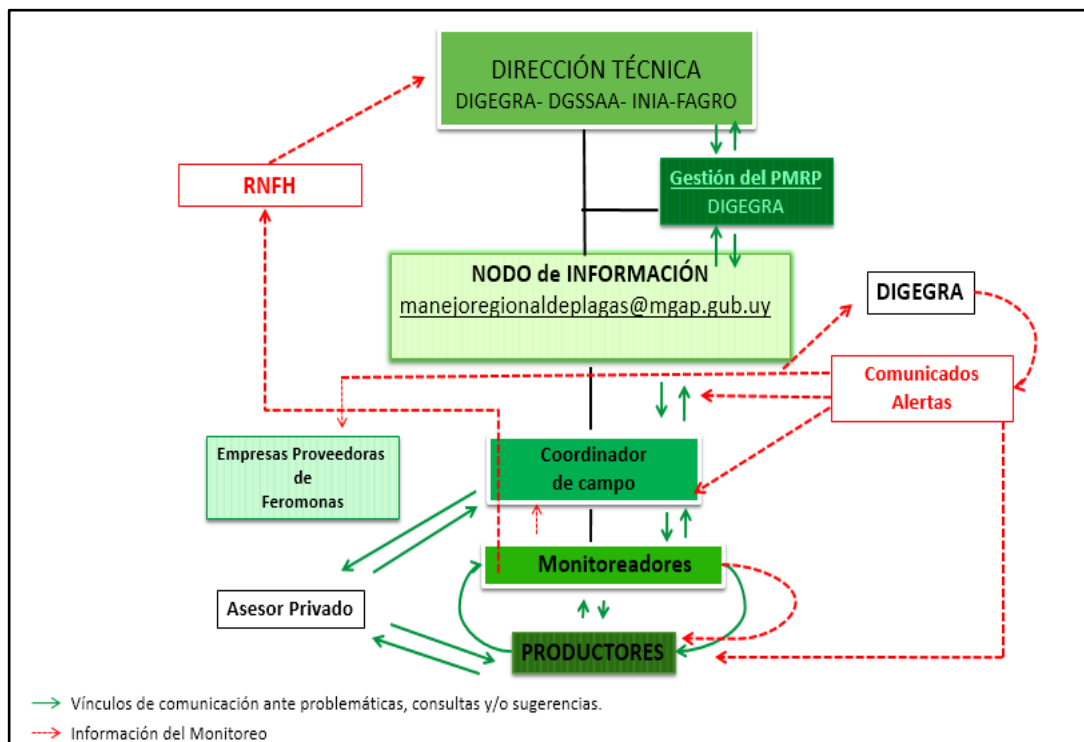 DIRECCIÓN TÉCNICA
DIGEGRA- DGSSAA- INIA-FAGRO
RNFH
Gestión del PMRP
DIGEGRA
NODO de INFORMACIÓN
manejoregionaldeplagas@mgap.gub.uy
DIGEGRA
Comunicados
Alertas
Empresas Proveedoras
de
Feromonas
Coordinador
de campo
Monitoreadores
Asesor Privado
PRODUCTORES
Vínculos de comunicación ante problemáticas, consultas y/o sugerencias.
Información del Monitoreo